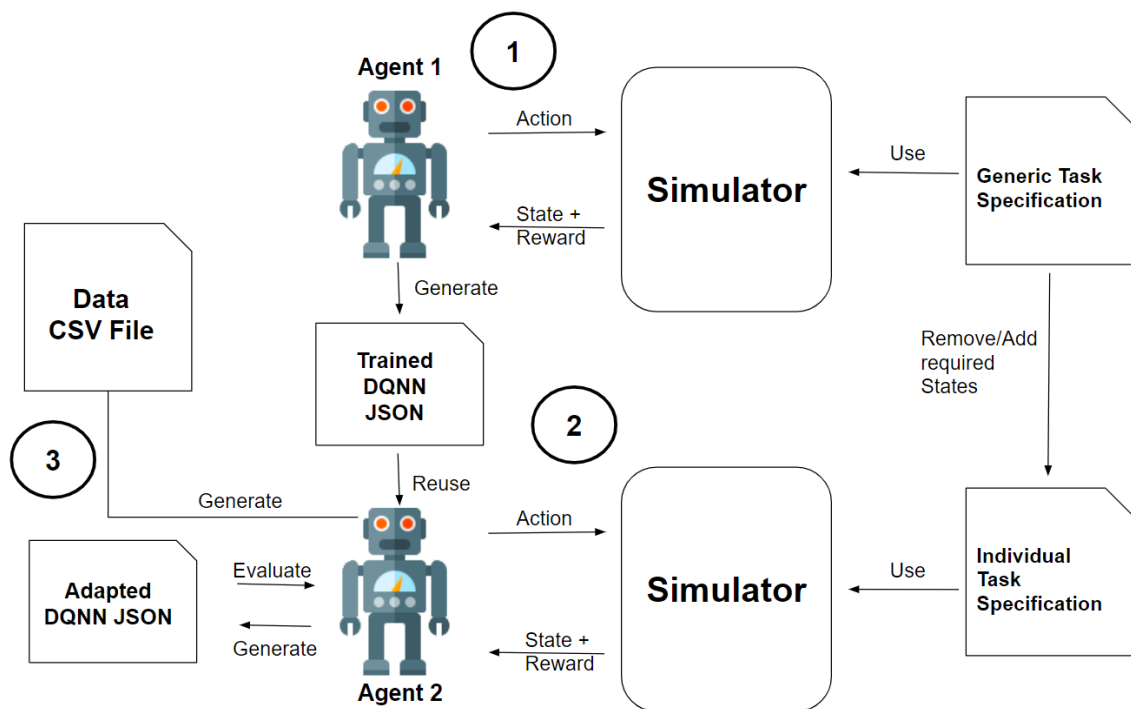 1
Agent 1
Action
Simulator
Use
Generic Task
Specification
State +
Reward
Data
CSV File
Generate
Trained
DQNN
JSON
Remove/Add
required
States
2
3
Reuse
Generate
Action
Adapted
DQNN JSON
Evaluate
Generate
Simulator
Use
Individual
Task
Specification
State +
Reward
Agent 2